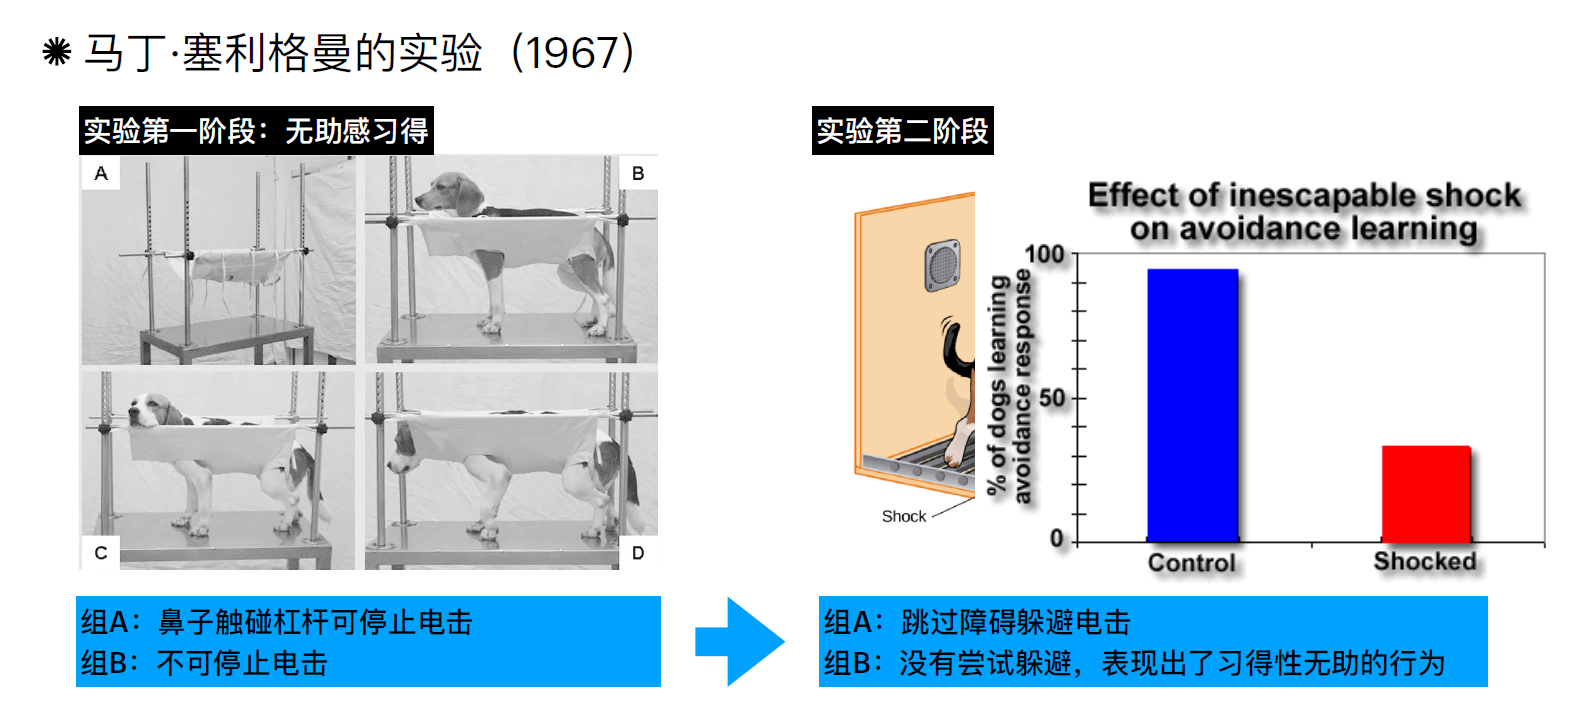 马丁·塞利格曼的实验（1967）
实验第一阶段：无助感习得
A
B
C
D
组A：鼻子触碰杠杆可停止电击
组B：不可停止电击
实验第二阶段
Shock
Effect of inescapable shock
on avoidance learning
% of dogs learning
avoidance response
100
50
0
Control
Shocked
组A：跳过障碍躲避电击
组B：没有尝试躲避，表现出了习得性无助的行为